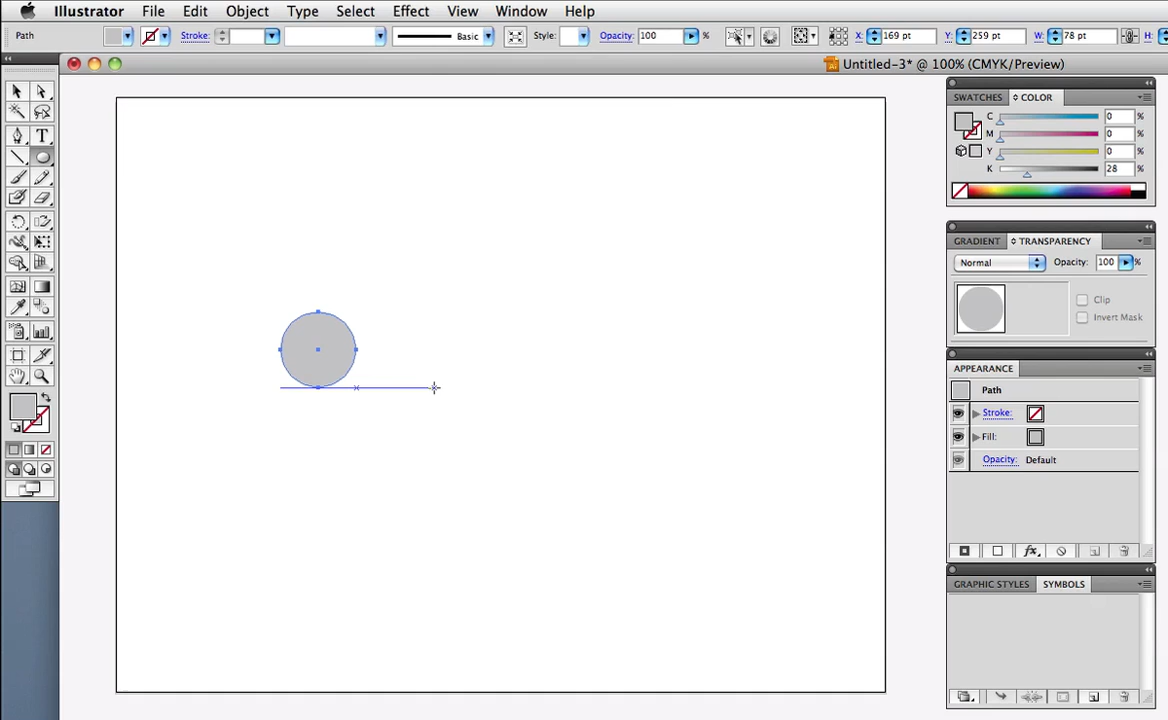 Illustrator File Edit Object Type Select Effect View Window Help
Path Stroke: Basic Style: Opacity: 100 % X: 169 pt Y: 259 pt W: 78 pt H:
Untitled-3* @ 100% (CMYK/Preview)
SWATCHES COLOR
C 0 %
M 0 %
Y 0 %
K 28 %
GRADIENT TRANSPARENCY
Normal Opacity: 100 %
Clip
Invert Mask
APPEARANCE
Path
Stroke:
Fill:
Opacity: Default
fx
GRAPHIC STYLES SYMBOLS